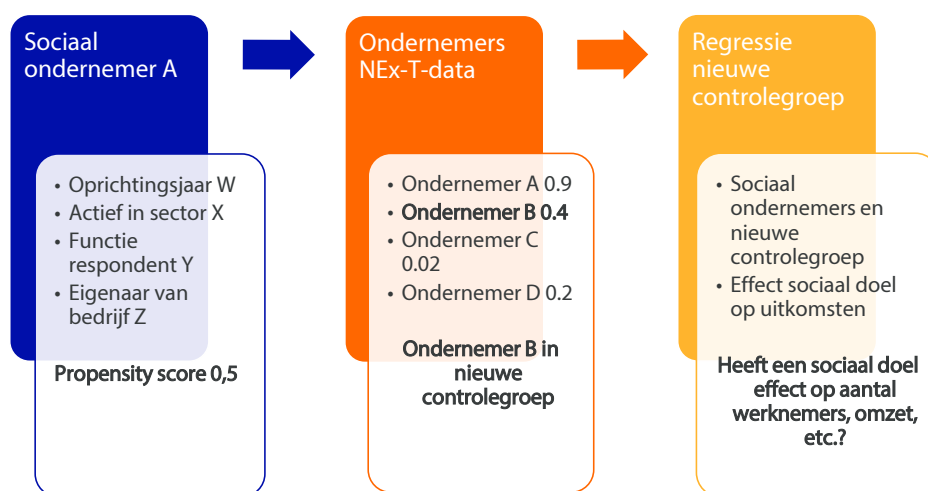 Sociaal
ondernemer A
• Oprichtingsjaar W
• Actief in sector X
• Functie
respondent Y
• Eigenaar van
bedrijf Z
Propensity score 0,5
Ondernemers
NEx-T-data
• Ondernemer A 0.9
• Ondernemer B 0.4
• Ondernemer C
0.02
• Ondernemer D 0.2
Ondernemer B in
nieuwe
controlegroep
Regressie
nieuwe
controlegroep
• Sociaal
ondernemers en
nieuwe
controlegroep
• Effect sociaal doel
op uitkomsten
Heeft een sociaal doel
effect op aantal
werknemers, omzet,
etc.?